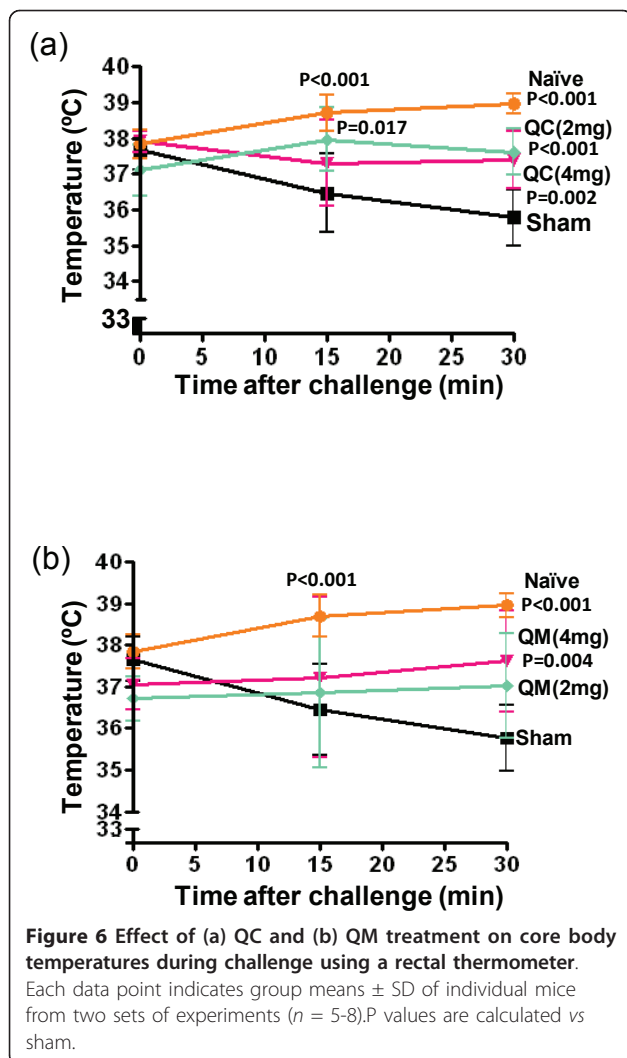 (a)
40
39
38
37
36
35
34
33
Temperature (ºC)
P<0.001
P=0.017
Naïve
P<0.001
QC(2mg)
P<0.001
QC(4mg)
P=0.002
Sham
0 5 10 15 20 25 30
Time after challenge (min)
(b)
40
39
38
37
36
35
34
33
Temperature (ºC)
P<0.001
Naïve
P<0.001
QM(4mg)
P=0.004
QM(2mg)
Sham
0 5 10 15 20 25 30
Time after challenge (min)
Figure 6 Effect of (a) QC and (b) QM treatment on core body
temperatures during challenge using a rectal thermometer.
Each data point indicates group means ± SD of individual mice
from two sets of experiments (n = 5-8).P values are calculated vs
sham.